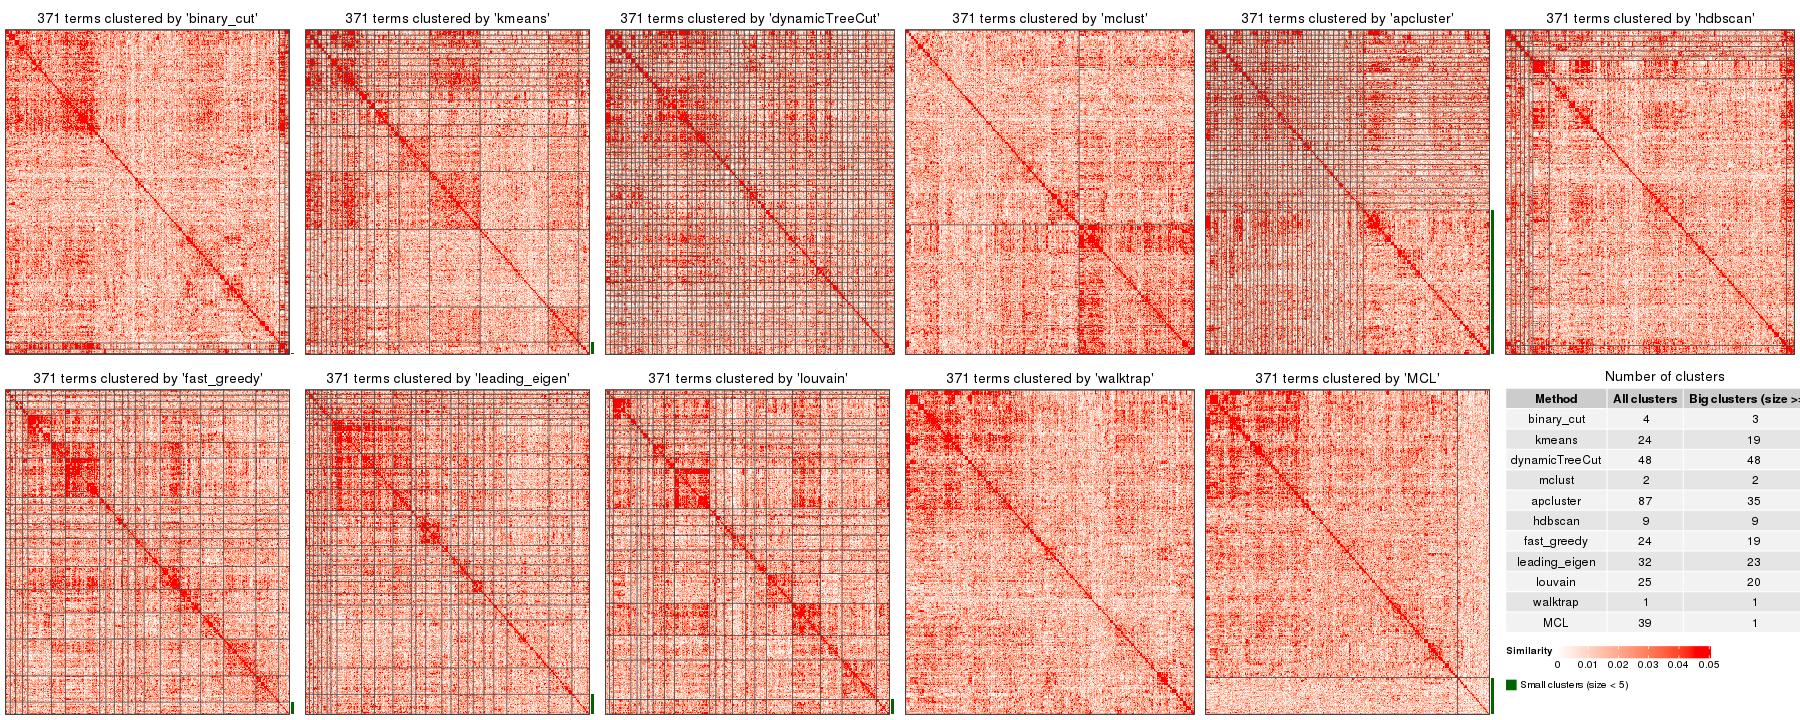 371 terms clustered by 'binary_cut'
371 terms clustered by 'kmeans'
371 terms clustered by 'dynamicTreeCut'
371 terms clustered by 'mclust'
371 terms clustered by 'apcluster'
371 terms clustered by 'hdbscan'
371 terms clustered by 'fast_greedy'
371 terms clustered by 'leading_eigen'
371 terms clustered by 'louvain'
371 terms clustered by 'walktrap'
371 terms clustered by 'MCL'
Number of clusters
Method All clusters Big clusters (size >=
binary_cut 4 3
kmeans 24 19
dynamicTreeCut 48 48
mclust 2 2
apcluster 87 35
hdbscan 9 9
fast_greedy 24 19
leading_eigen 32 23
louvain 25 20
walktrap 1 1
MCL 39 1
Similarity
0 0.01 0.02 0.03 0.04 0.05
Small clusters (size < 5)